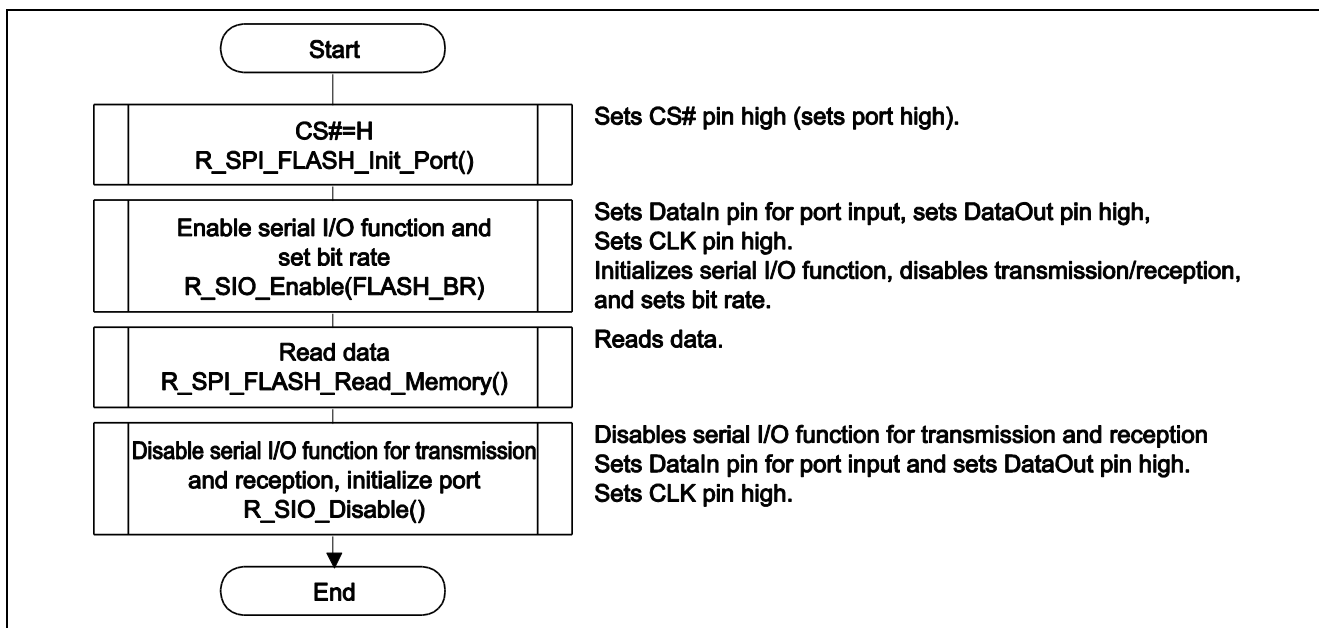 Start
CS#=H
R_SPI_FLASH_Init_Port()
Sets CS# pin high (sets port high).
Enable serial I/O function and
set bit rate
R_SIO_Enable(FLASH_BR)
Sets DataIn pin for port input, sets DataOut pin high,
Sets CLK pin high.
Initializes serial I/O function, disables transmission/reception,
and sets bit rate.
Read data
R_SPI_FLASH_Read_Memory()
Reads data.
Disable serial I/O function for transmission
and reception, initialize port
R_SIO_Disable()
Disables serial I/O function for transmission and reception
Sets DataIn pin for port input and sets DataOut pin high.
Sets CLK pin high.
End